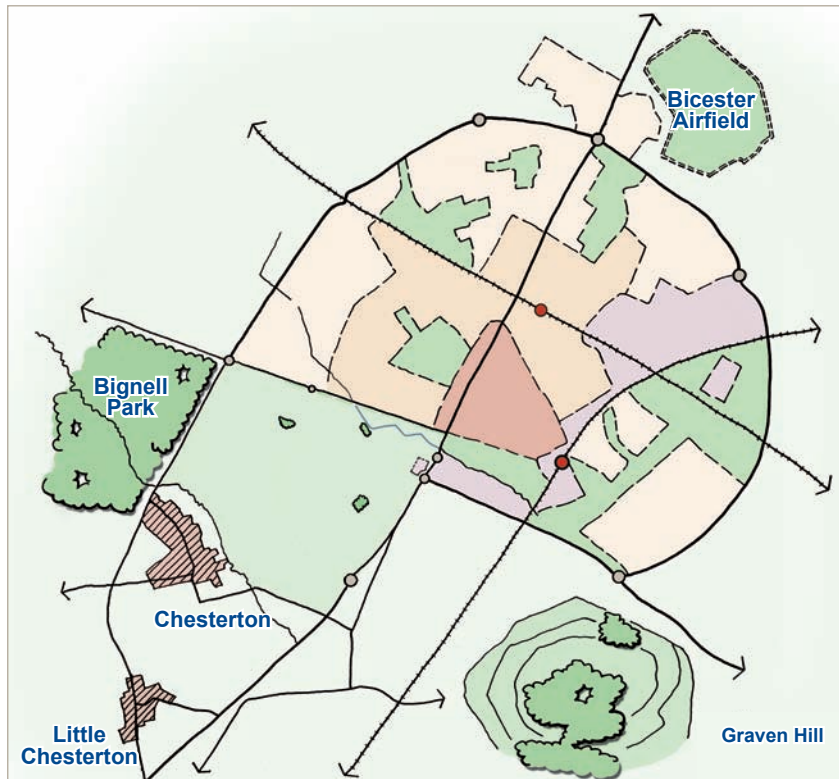 Bicester
Airfield
Bignell
Park
Chesterton
Little
Chesterton
Graven Hill